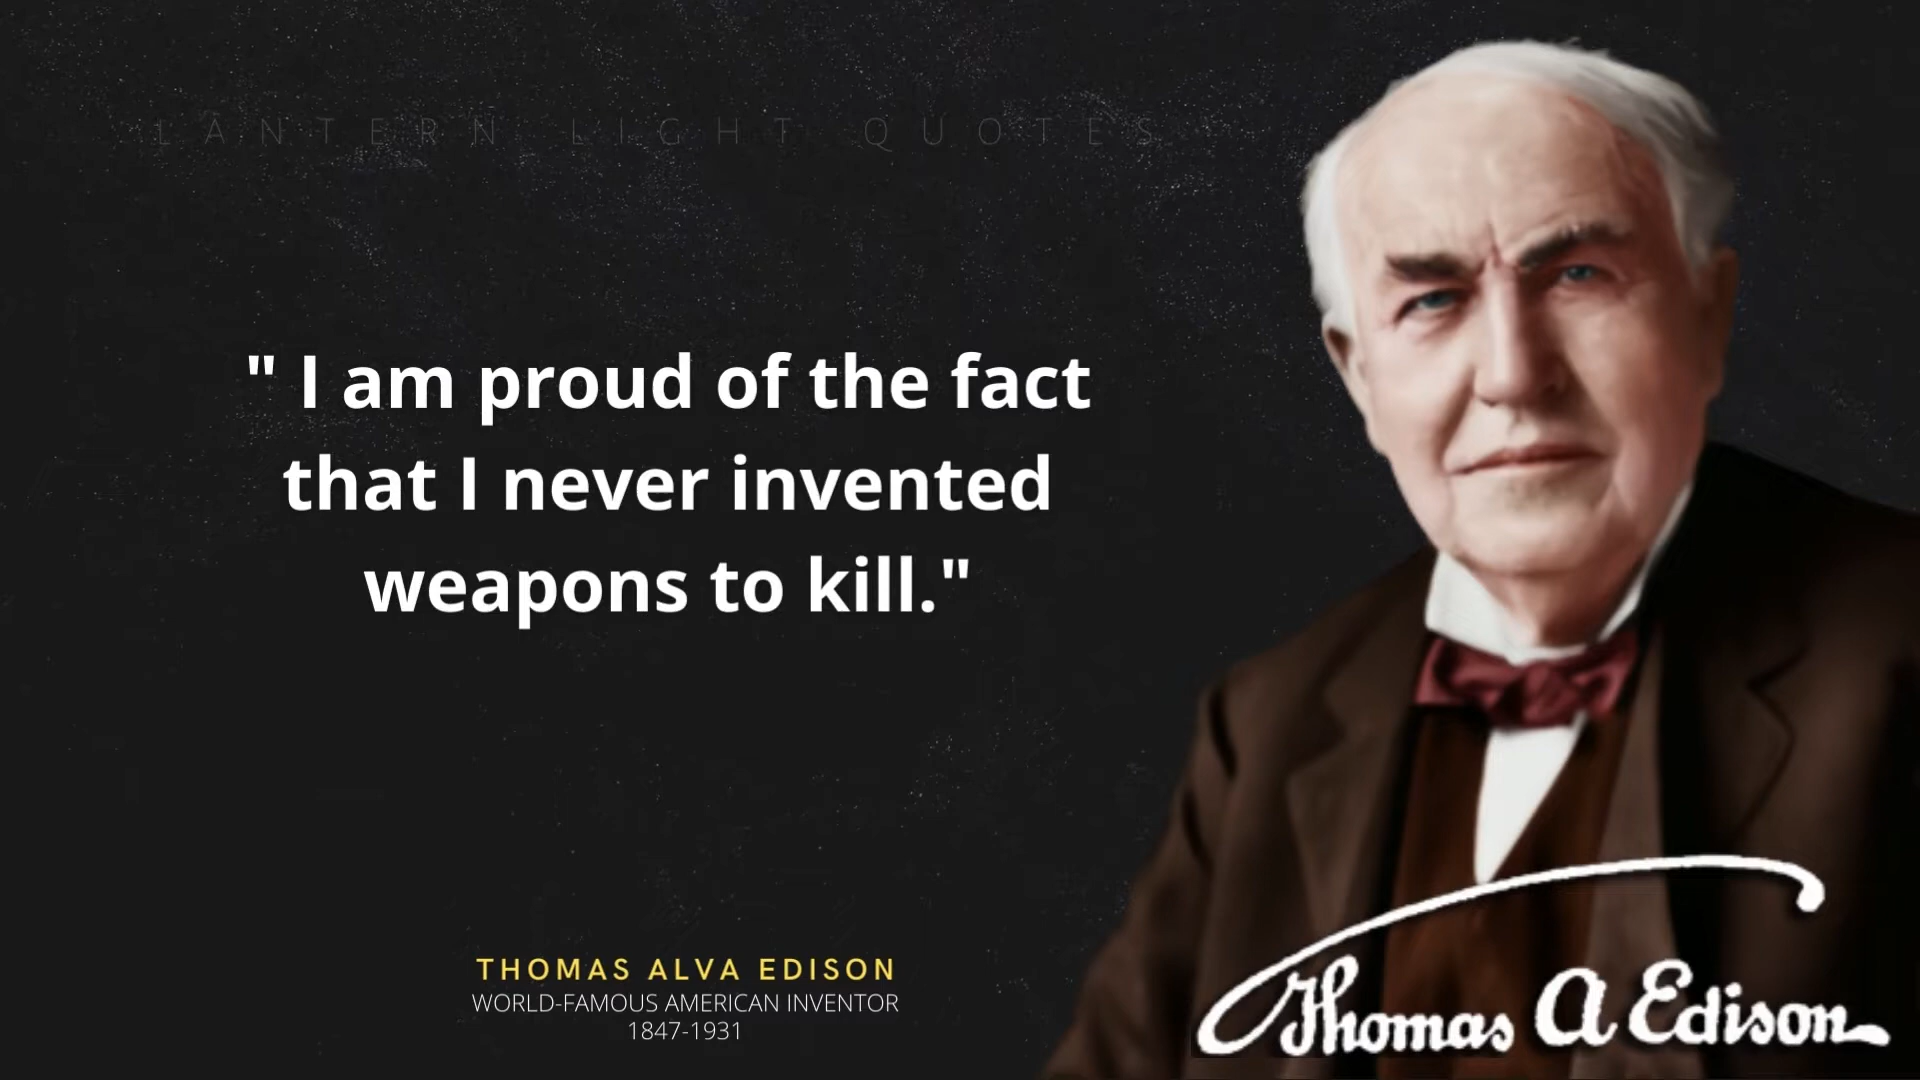 LANTERN LIGHT QUOTES
" I am proud of the fact
that I never invented
weapons to kill."
THOMAS ALVA EDISON
WORLD-FAMOUS AMERICAN INVENTOR
1847-1931
Thomas A Edison